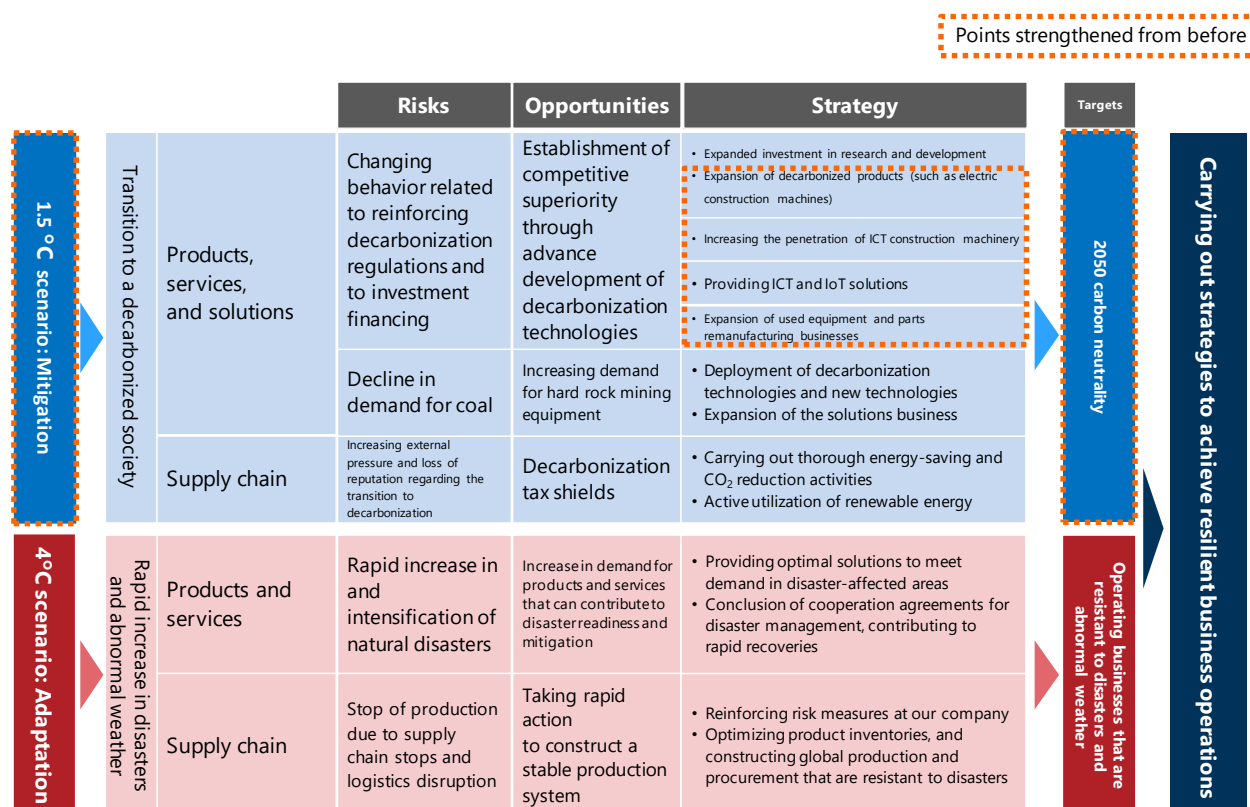 Points strengthened from before
Risks
Opportunities
Strategy
Targets
1.5 °C scenario: Mitigation
Transition to a decarbonized society
Products,
services,
and solutions
Changing
behavior related
to reinforcing
decarbonization
regulations and
to investment
financing
Establishment of
competitive
superiority
through
advance
development of
decarbonization
technologies
• Expanded investment in research and development
• Expansion of decarbonized products (such as electric
construction machines)
• Increasing the penetration of ICT construction machinery
• Providing ICT and IoT solutions
• Expansion of used equipment and parts
remanufacturing businesses
Decline in
demand for coal
Increasing demand
for hard rock mining
equipment
• Deployment of decarbonization
technologies and new technologies
• Expansion of the solutions business
Supply chain
Increasing external
pressure and loss of
reputation regarding the
transition to
decarbonization
Decarbonization
tax shields
• Carrying out thorough energy-saving and
CO₂ reduction activities
• Active utilization of renewable energy
2050 carbon neutrality
4°C scenario: Adaptation
Rapid increase in disasters
and abnormal weather
Products and
services
Rapid increase in
and
intensification of
natural disasters
Increase in demand for
products and services
that can contribute to
disaster readiness and
mitigation
• Providing optimal solutions to meet
demand in disaster-affected areas
• Conclusion of cooperation agreements for
disaster management, contributing to
rapid recoveries
Supply chain
Stop of production
due to supply
chain stops and
logistics disruption
Taking rapid
action
to construct a
stable production
system
• Reinforcing risk measures at our company
• Optimizing product inventories, and
constructing global production and
procurement that are resistant to disasters
Operating businesses that are
resistant to disasters and
abnormal weather
Carrying out strategies to achieve resilient business operations